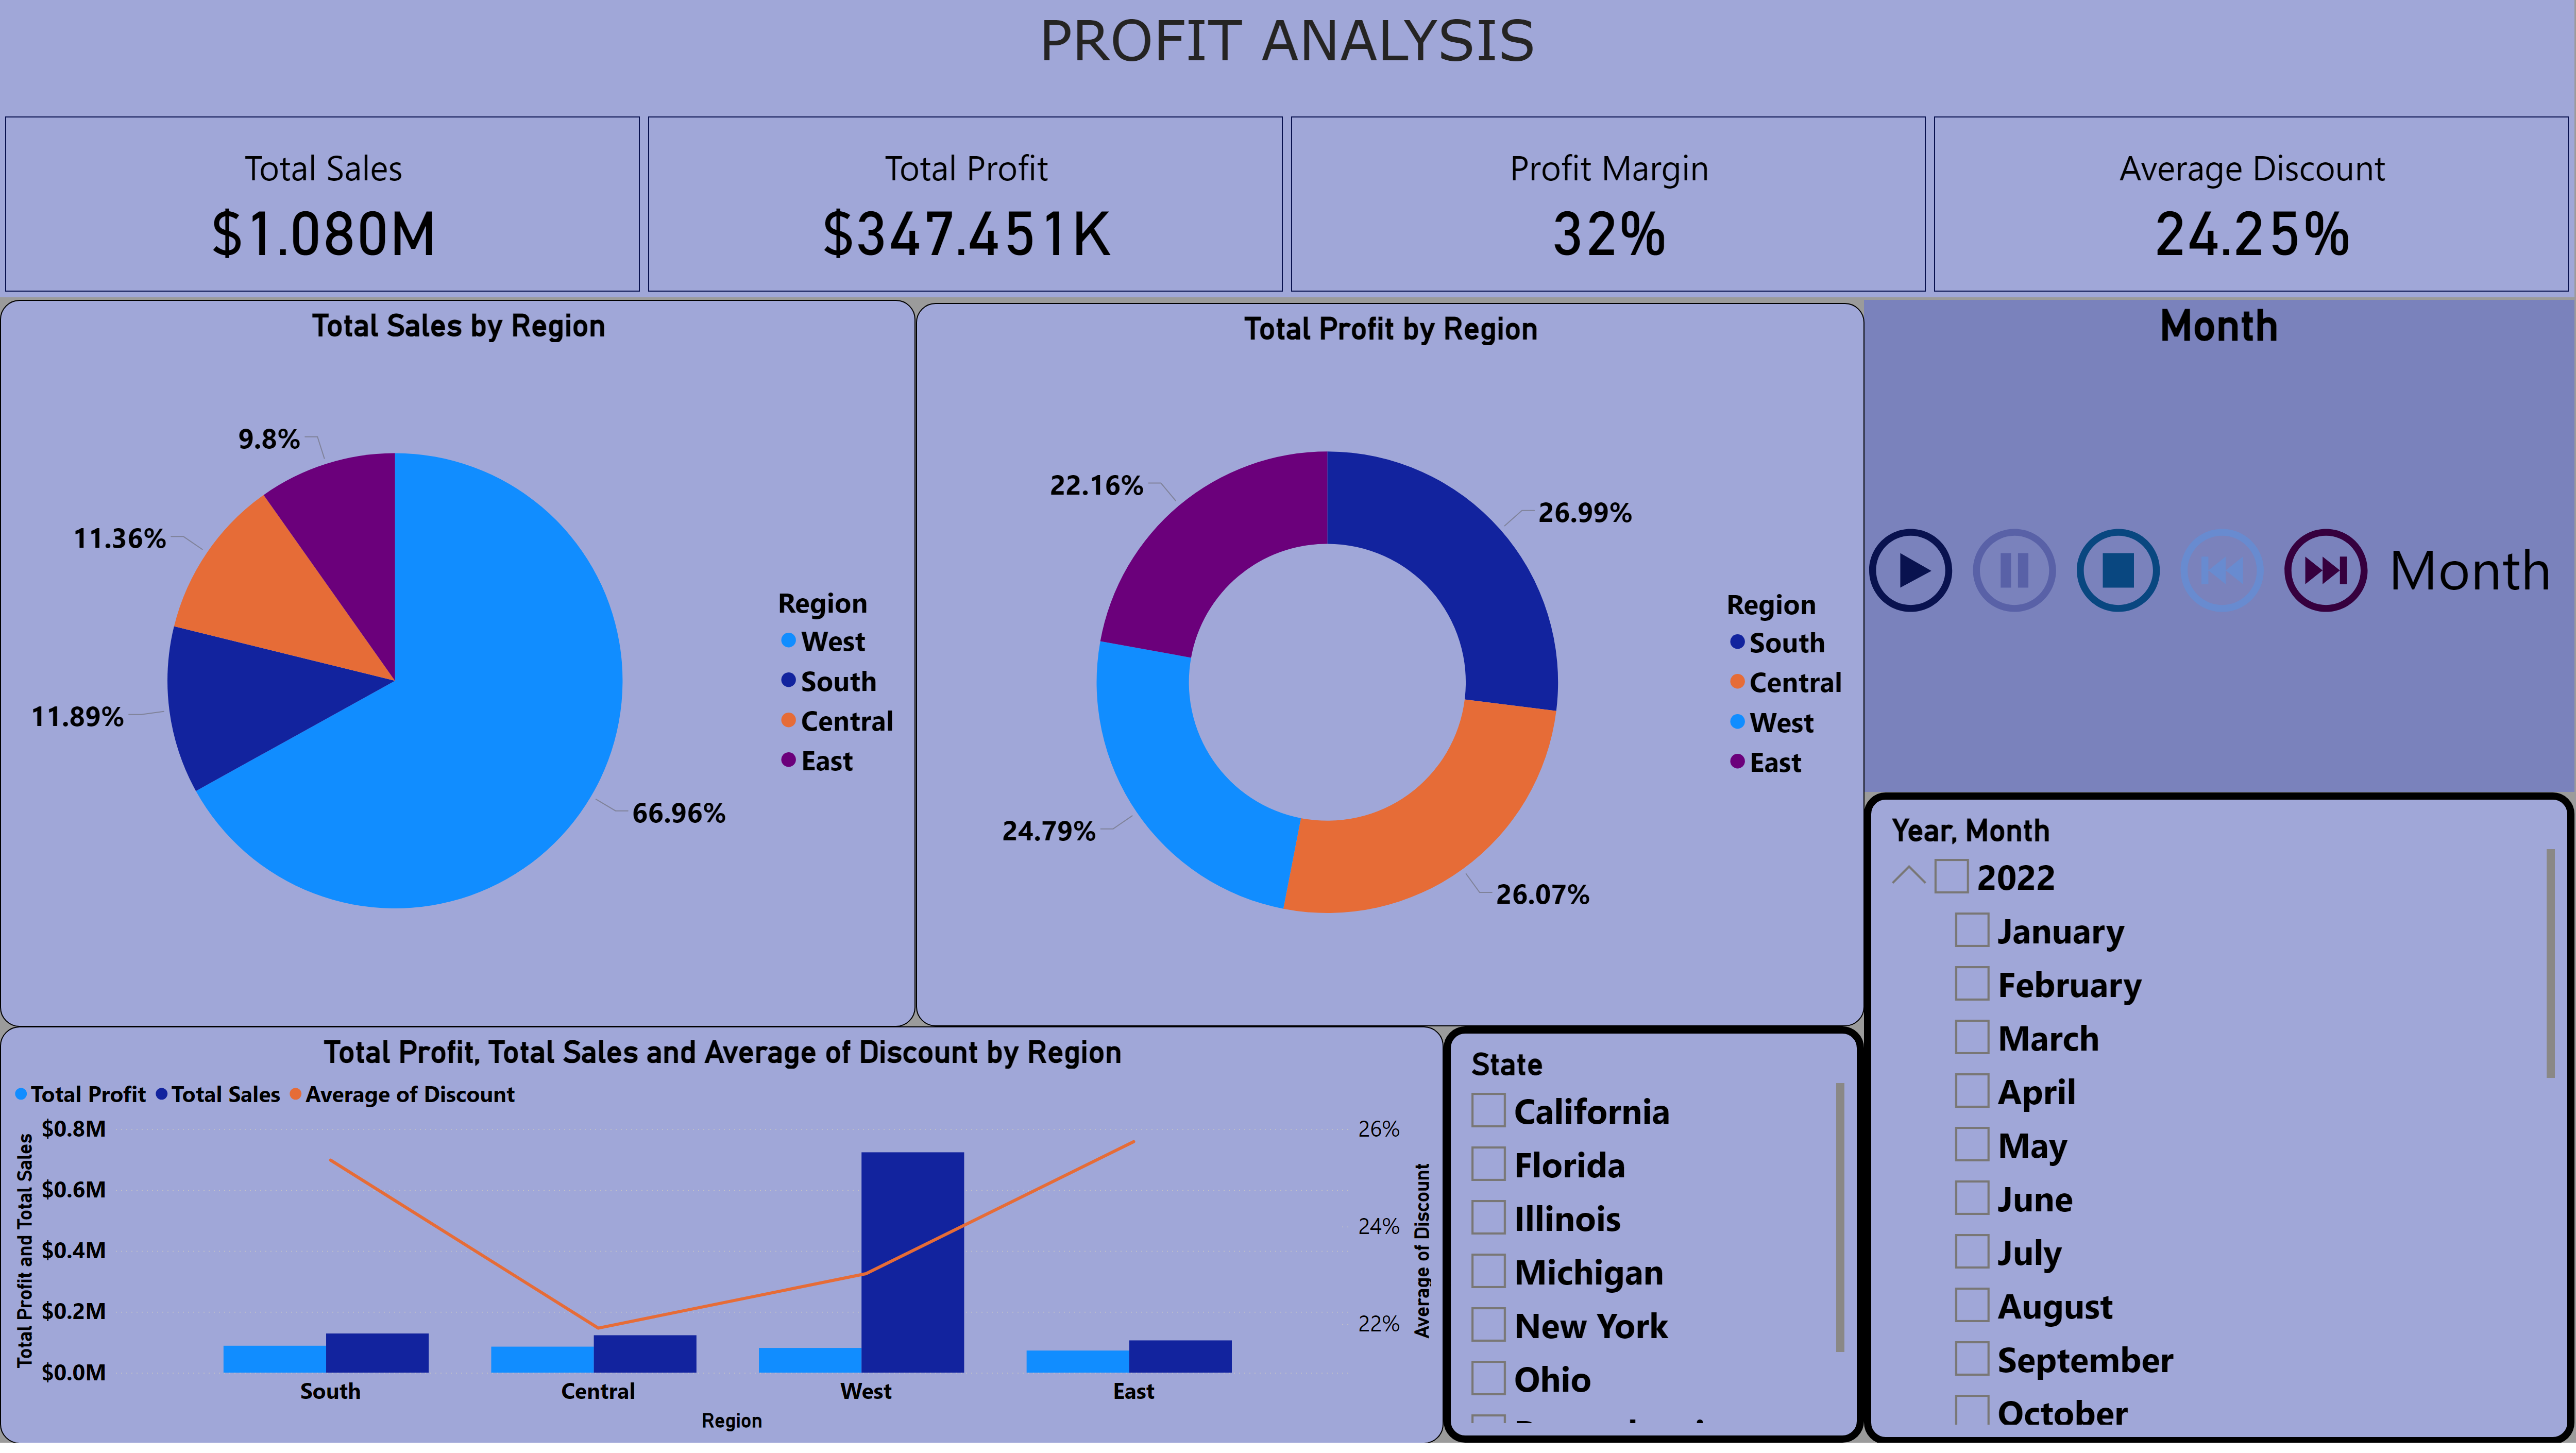 PROFIT ANALYSIS
Total Sales
$1.080M
Total Profit
$347.451K
Profit Margin
32%
Average Discount
24.25%
Total Sales by Region
9.8%
11.36%
11.89%
66.96%
Region
West
South
Central
East
Total Profit by Region
22.16%
26.99%
24.79%
26.07%
Region
South
Central
West
East
Month
Month
Year, Month
2022
January
February
March
April
May
June
July
August
September
October
Total Profit, Total Sales and Average of Discount by Region
Total Profit Total Sales Average of Discount
Total Profit and Total Sales
$0.8M
$0.6M
$0.4M
$0.2M
$0.0M
26%
24%
22%
Average of Discount
South Central West East
Region
State
California
Florida
Illinois
Michigan
New York
Ohio